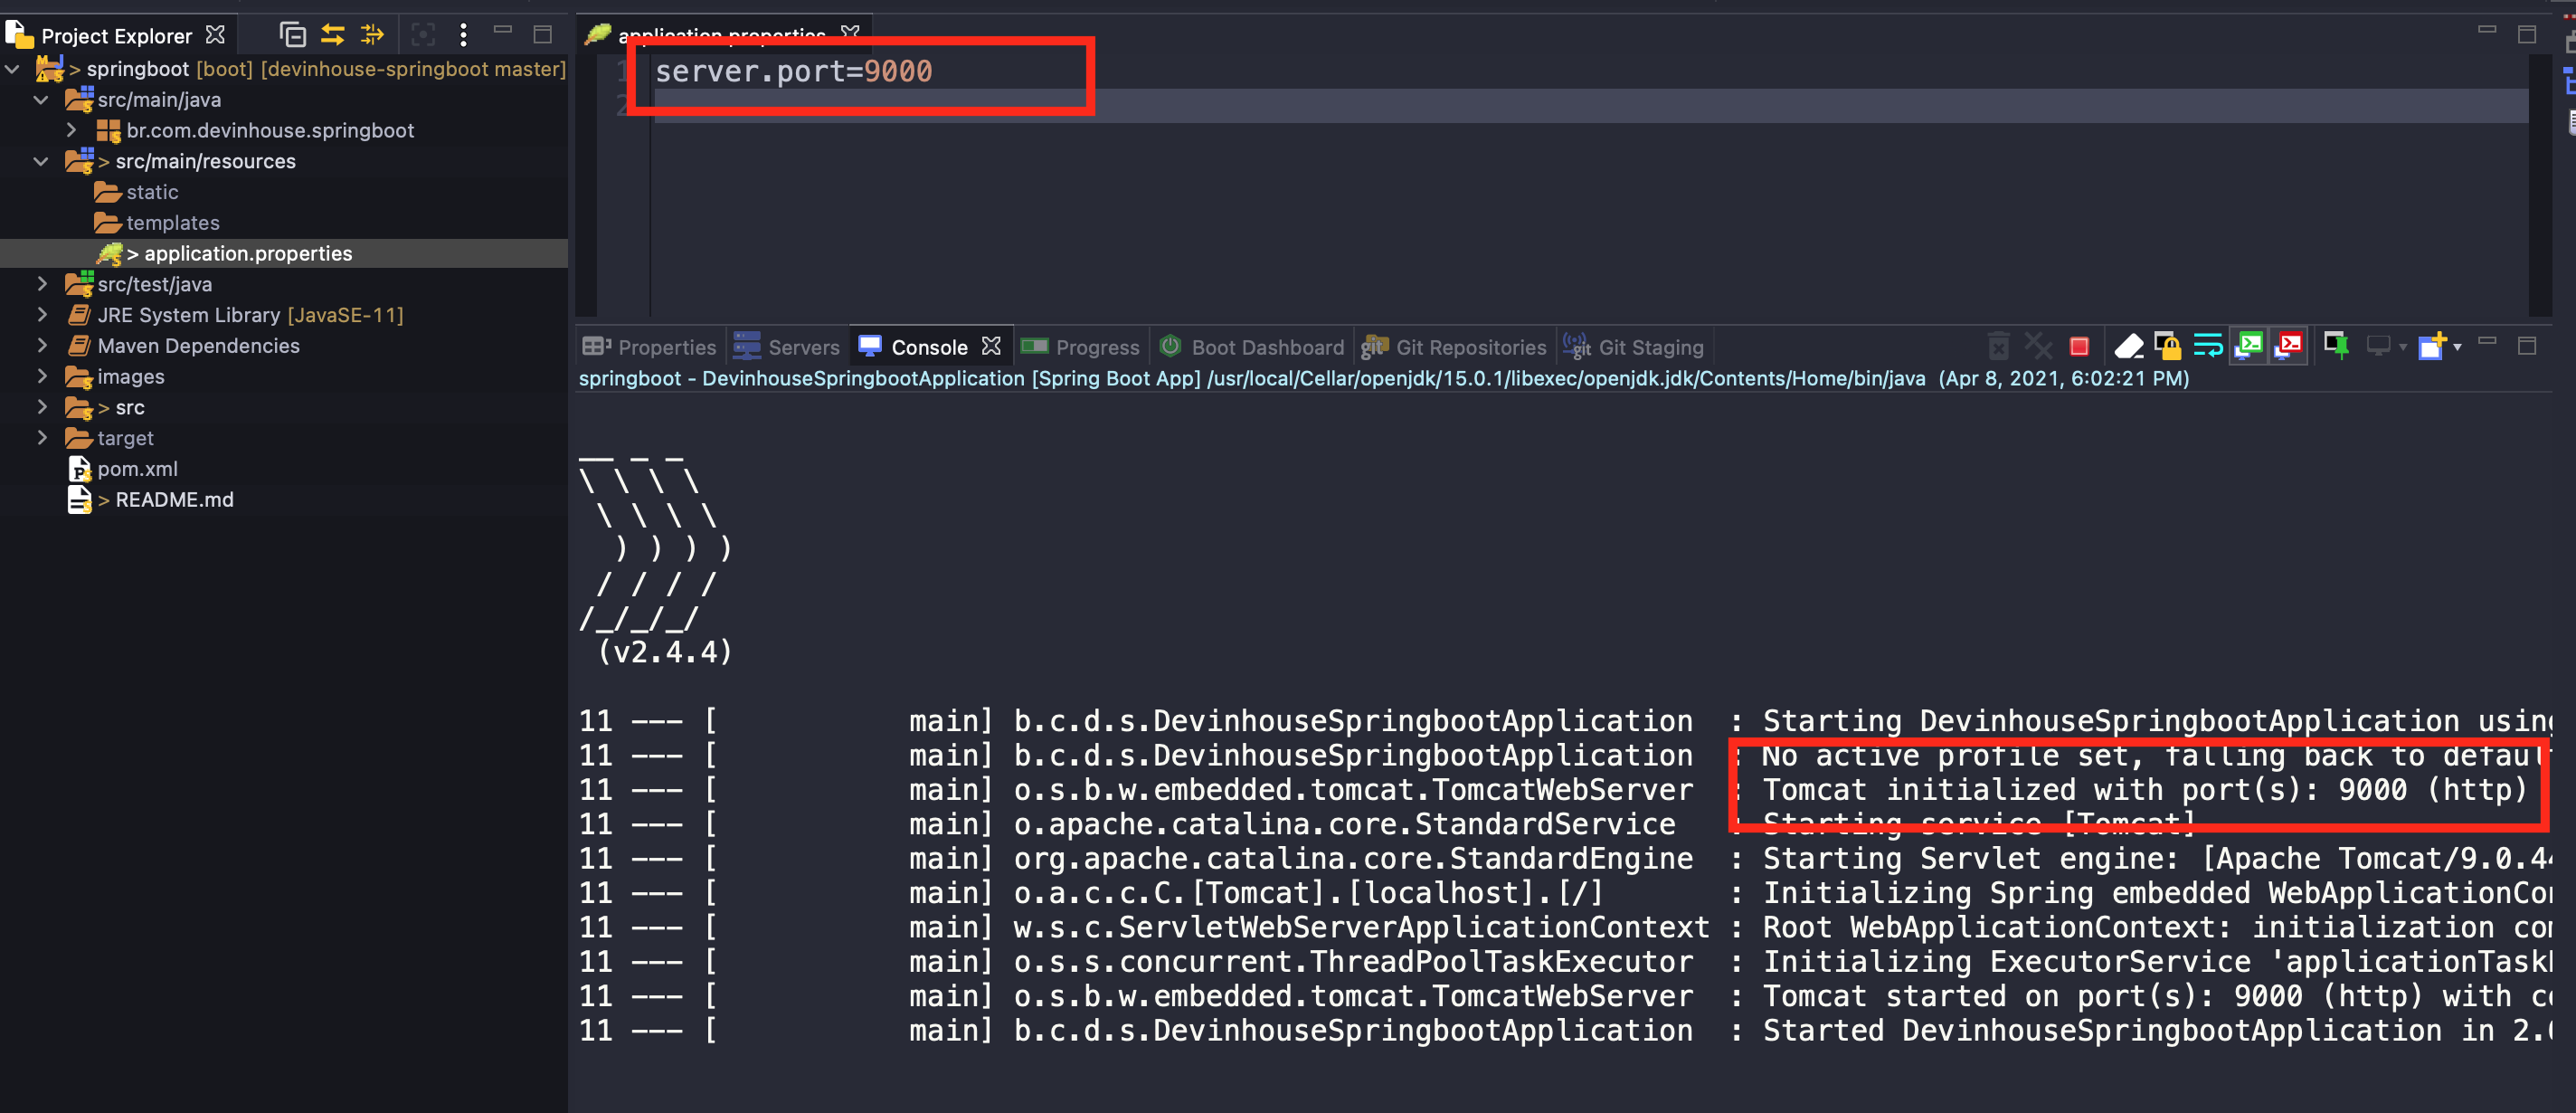 Project Explorer
> springboot [boot] [devinhouse-springboot master]
src/main/java
br.com.devinhouse.springboot
> src/main/resources
static
templates
> application.properties
src/test/java
JRE System Library [JavaSE-11]
Maven Dependencies
images
> src
target
pom.xml
> README.md
application.properties
1 server.port=9000
2
Properties Servers Console Progress Boot Dashboard Git Repositories Git Staging
springboot - DevinhouseSpringbootApplication [Spring Boot App] /usr/local/Cellar/openjdk/15.0.1/libexec/openjdk.jdk/Contents/Home/bin/java (Apr 8, 2021, 6:02:21 PM)
__ _ _
\ \ \ \
\ \ \ \
) ) ) )
/ / / /
/_/_/_/
(v2.4.4)
11 --- [ main] b.c.d.s.DevinhouseSpringbootApplication : Starting DevinhouseSpringbootApplication using
11 --- [ main] b.c.d.s.DevinhouseSpringbootApplication : No active profile set, falling back to defaul
11 --- [ main] o.s.b.w.embedded.tomcat.TomcatWebServer : Tomcat initialized with port(s): 9000 (http)
11 --- [ main] o.apache.catalina.core.StandardService : Starting service [Tomcat]
11 --- [ main] org.apache.catalina.core.StandardEngine : Starting Servlet engine: [Apache Tomcat/9.0.44
11 --- [ main] o.a.c.c.C.[Tomcat].[localhost].[/] : Initializing Spring embedded WebApplicationCon
11 --- [ main] w.s.c.ServletWebServerApplicationContext : Root WebApplicationContext: initialization com
11 --- [ main] o.s.s.concurrent.ThreadPoolTaskExecutor : Initializing ExecutorService 'applicationTaskE
11 --- [ main] o.s.b.w.embedded.tomcat.TomcatWebServer : Tomcat started on port(s): 9000 (http) with co
11 --- [ main] b.c.d.s.DevinhouseSpringbootApplication : Started DevinhouseSpringbootApplication in 2.